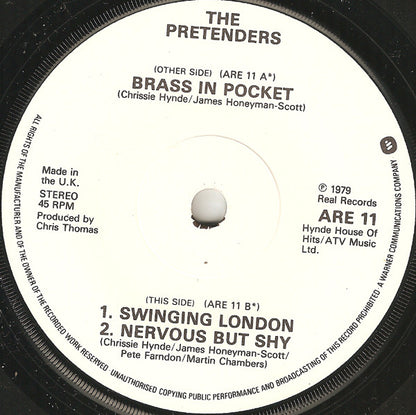 THE
PRETENDERS
(OTHER SIDE) (ARE 11 A*)
BRASS IN POCKET
(Chrissie Hynde/James Honeyman-Scott)
Made in
the U.K.
STEREO
45 RPM
Produced by
Chris Thomas
℗ 1979
Real Records
ARE 11
Hynde House Of
Hits/ATV Music
Ltd.
(THIS SIDE) (ARE 11 B*)
1. SWINGING LONDON
2. NERVOUS BUT SHY
(Chrissie Hynde/James Honeyman-Scott/
Pete Farndon/Martin Chambers)
ALL RIGHTS OF THE MANUFACTURER AND OF THE OWNER OF THE RECORDED WORK RESERVED UNAUTHORISED COPYING PUBLIC PERFORMANCE AND BROADCASTING OF THIS RECORD PROHIBITED A WARNER COMMUNICATIONS COMPANY